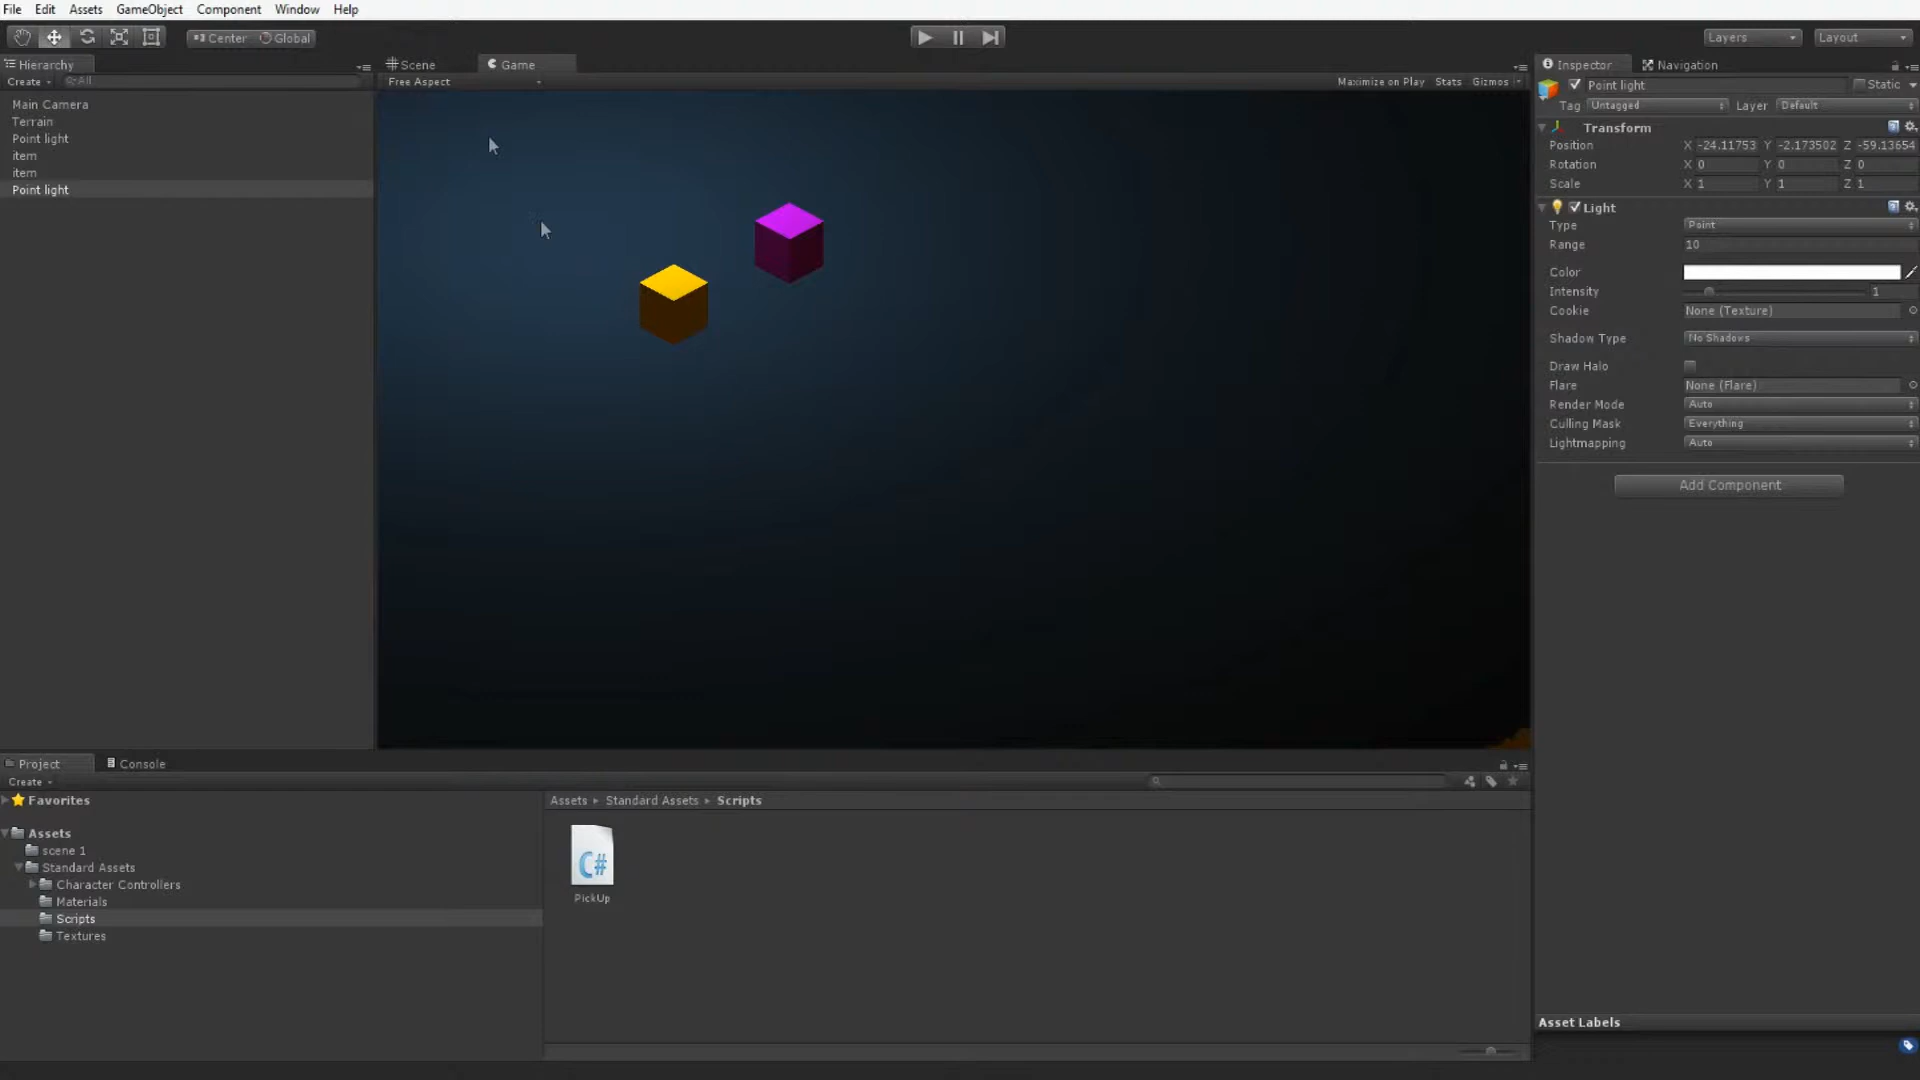 File Edit Assets GameObject Component Window Help
Center Global
Layers Layout
Hierarchy
Create All
Main Camera
Terrain
Point light
item
item
Point light
Scene Game
Free Aspect Maximize on Play Stats Gizmos
Inspector Navigation
Point light Static
Tag Untagged Layer Default
Transform
Position X -24.11753 Y -2.173502 Z -59.13654
Rotation X 0 Y 0 Z 0
Scale X 1 Y 1 Z 1
Light
Type Point
Range 10
Color
Intensity 1
Cookie None (Texture)
Shadow Type No Shadows
Draw Halo
Flare None (Flare)
Render Mode Auto
Culling Mask Everything
Lightmapping Auto
Add Component
Project Console
Create
Favorites
Assets
scene 1
Standard Assets
Character Controllers
Materials
Scripts
Textures
Assets Standard Assets Scripts
C#
PickUp
Asset Labels